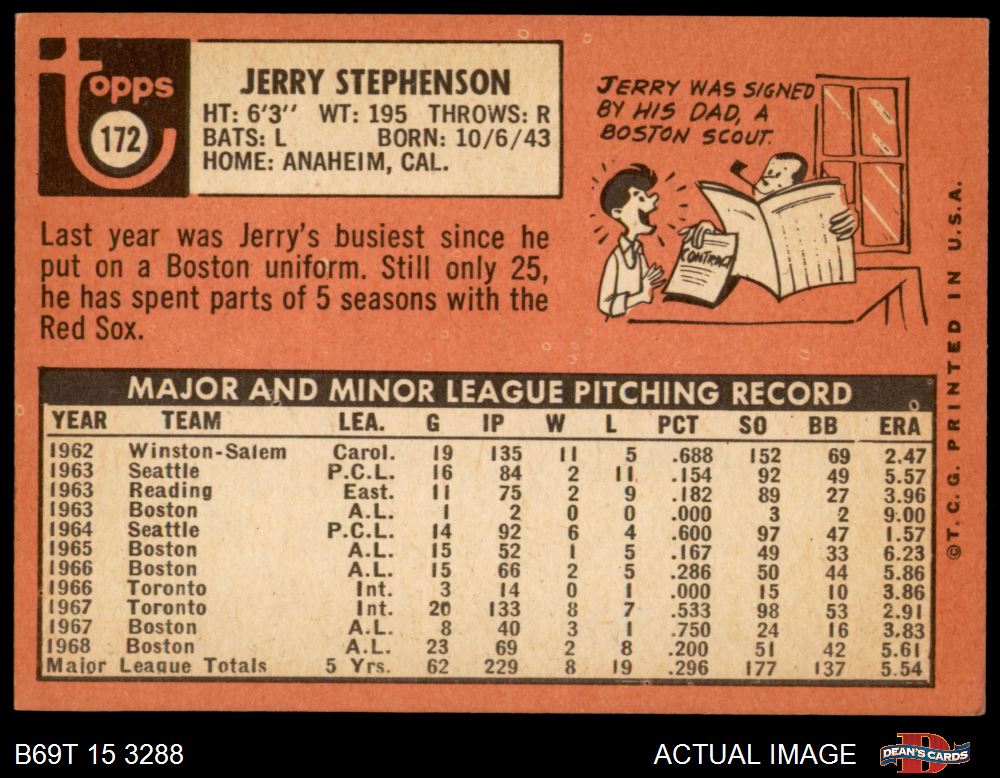 topps
172
JERRY STEPHENSON
HT: 6'3" WT: 195 THROWS: R
BATS: L BORN: 10/6/43
HOME: ANAHEIM, CAL.
JERRY WAS SIGNED
BY HIS DAD, A
BOSTON SCOUT.
CONTRACT
Last year was Jerry's busiest since he
put on a Boston uniform. Still only 25,
he has spent parts of 5 seasons with the
Red Sox.
MAJOR AND MINOR LEAGUE PITCHING RECORD
YEAR TEAM LEA. G IP W L PCT SO BB ERA
1962 Winston-Salem Carol. 19 135 11 5 .688 152 69 2.47
1963 Seattle P.C.L. 16 84 2 11 .154 92 49 5.57
1963 Reading East. 11 75 2 9 .182 89 27 3.96
1963 Boston A.L. 1 2 0 0 .000 3 2 9.00
1964 Seattle P.C.L. 14 92 6 4 .600 97 47 1.57
1965 Boston A.L. 15 52 1 5 .167 49 33 6.23
1966 Boston A.L. 15 66 2 5 .286 50 44 5.86
1966 Toronto Int. 3 14 0 1 .000 15 10 3.86
1967 Toronto Int. 20 133 8 7 .533 98 53 2.91
1967 Boston A.L. 8 40 3 1 .750 24 16 3.83
1968 Boston A.L. 23 69 2 8 .200 51 42 5.61
Major League Totals 5 Yrs. 62 229 8 19 .296 177 137 5.54
©T.C.G. PRINTED IN U.S.A.
B69T 15 3288
ACTUAL IMAGE
DEAN'S CARDS